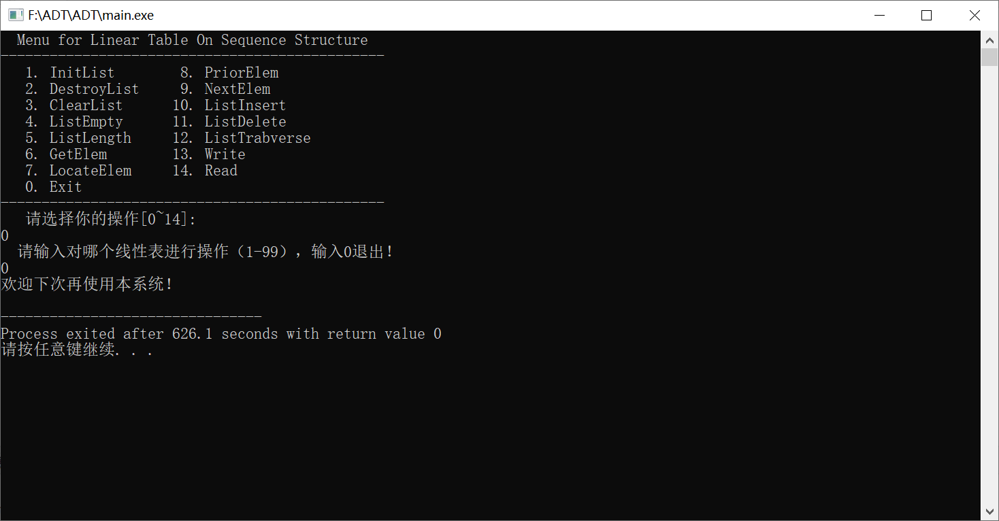 F:\ADT\ADT\main.exe
Menu for Linear Table On Sequence Structure
-----------------------------------------------
1. InitList 8. PriorElem
2. DestroyList 9. NextElem
3. ClearList 10. ListInsert
4. ListEmpty 11. ListDelete
5. ListLength 12. ListTrabverse
6. GetElem 13. Write
7. LocateElem 14. Read
0. Exit
-----------------------------------------------
请选择你的操作[0~14]:
0
请输入对哪个线性表进行操作（1-99），输入0退出！
0
欢迎下次再使用本系统！
--------------------------------
Process exited after 626.1 seconds with return value 0
请按任意键继续. . .